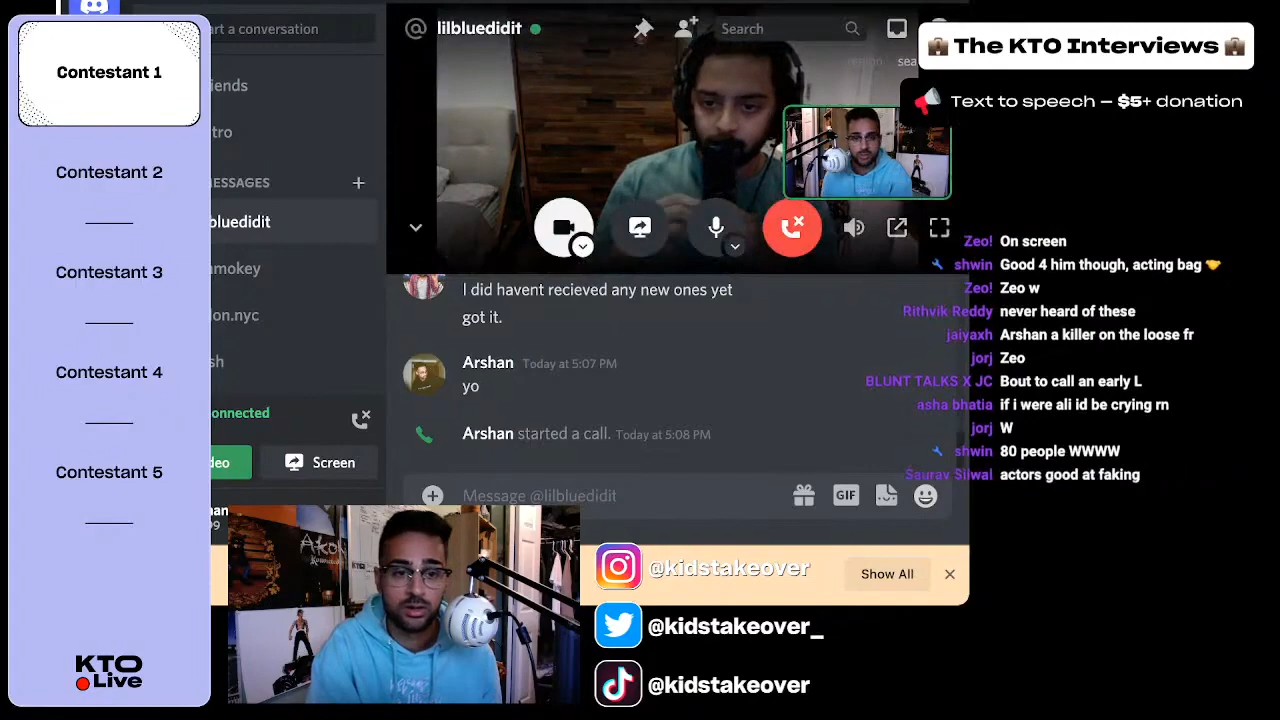 Contestant 1
Contestant 2
Contestant 3
Contestant 4
Contestant 5
KTO
Live
art a conversation
iends
tro
ESSAGES +
bluedidit
mokey
on.nyc
sh
onnected
deo
Screen
@ lilbluedidit
Search
I did havent recieved any new ones yet
got it.
Arshan Today at 5:07 PM
yo
Arshan started a call. Today at 5:08 PM
Message @lilbluedidit
GIF
Show All
@kidstakeover
@kidstakeover_
@kidstakeover
The KTO Interviews
Text to speech – $5+ donation
Zeo! On screen
shwin Good 4 him though, acting bag 🤝
Zeo! Zeo w
Rithvik Reddy never heard of these
jaiyaxh Arshan a killer on the loose fr
jorj Zeo
BLUNT TALKS X JC Bout to call an early L
asha bhatia if i were ali id be crying rn
jorj W
shwin 80 people WWWW
Saurav Silwal actors good at faking